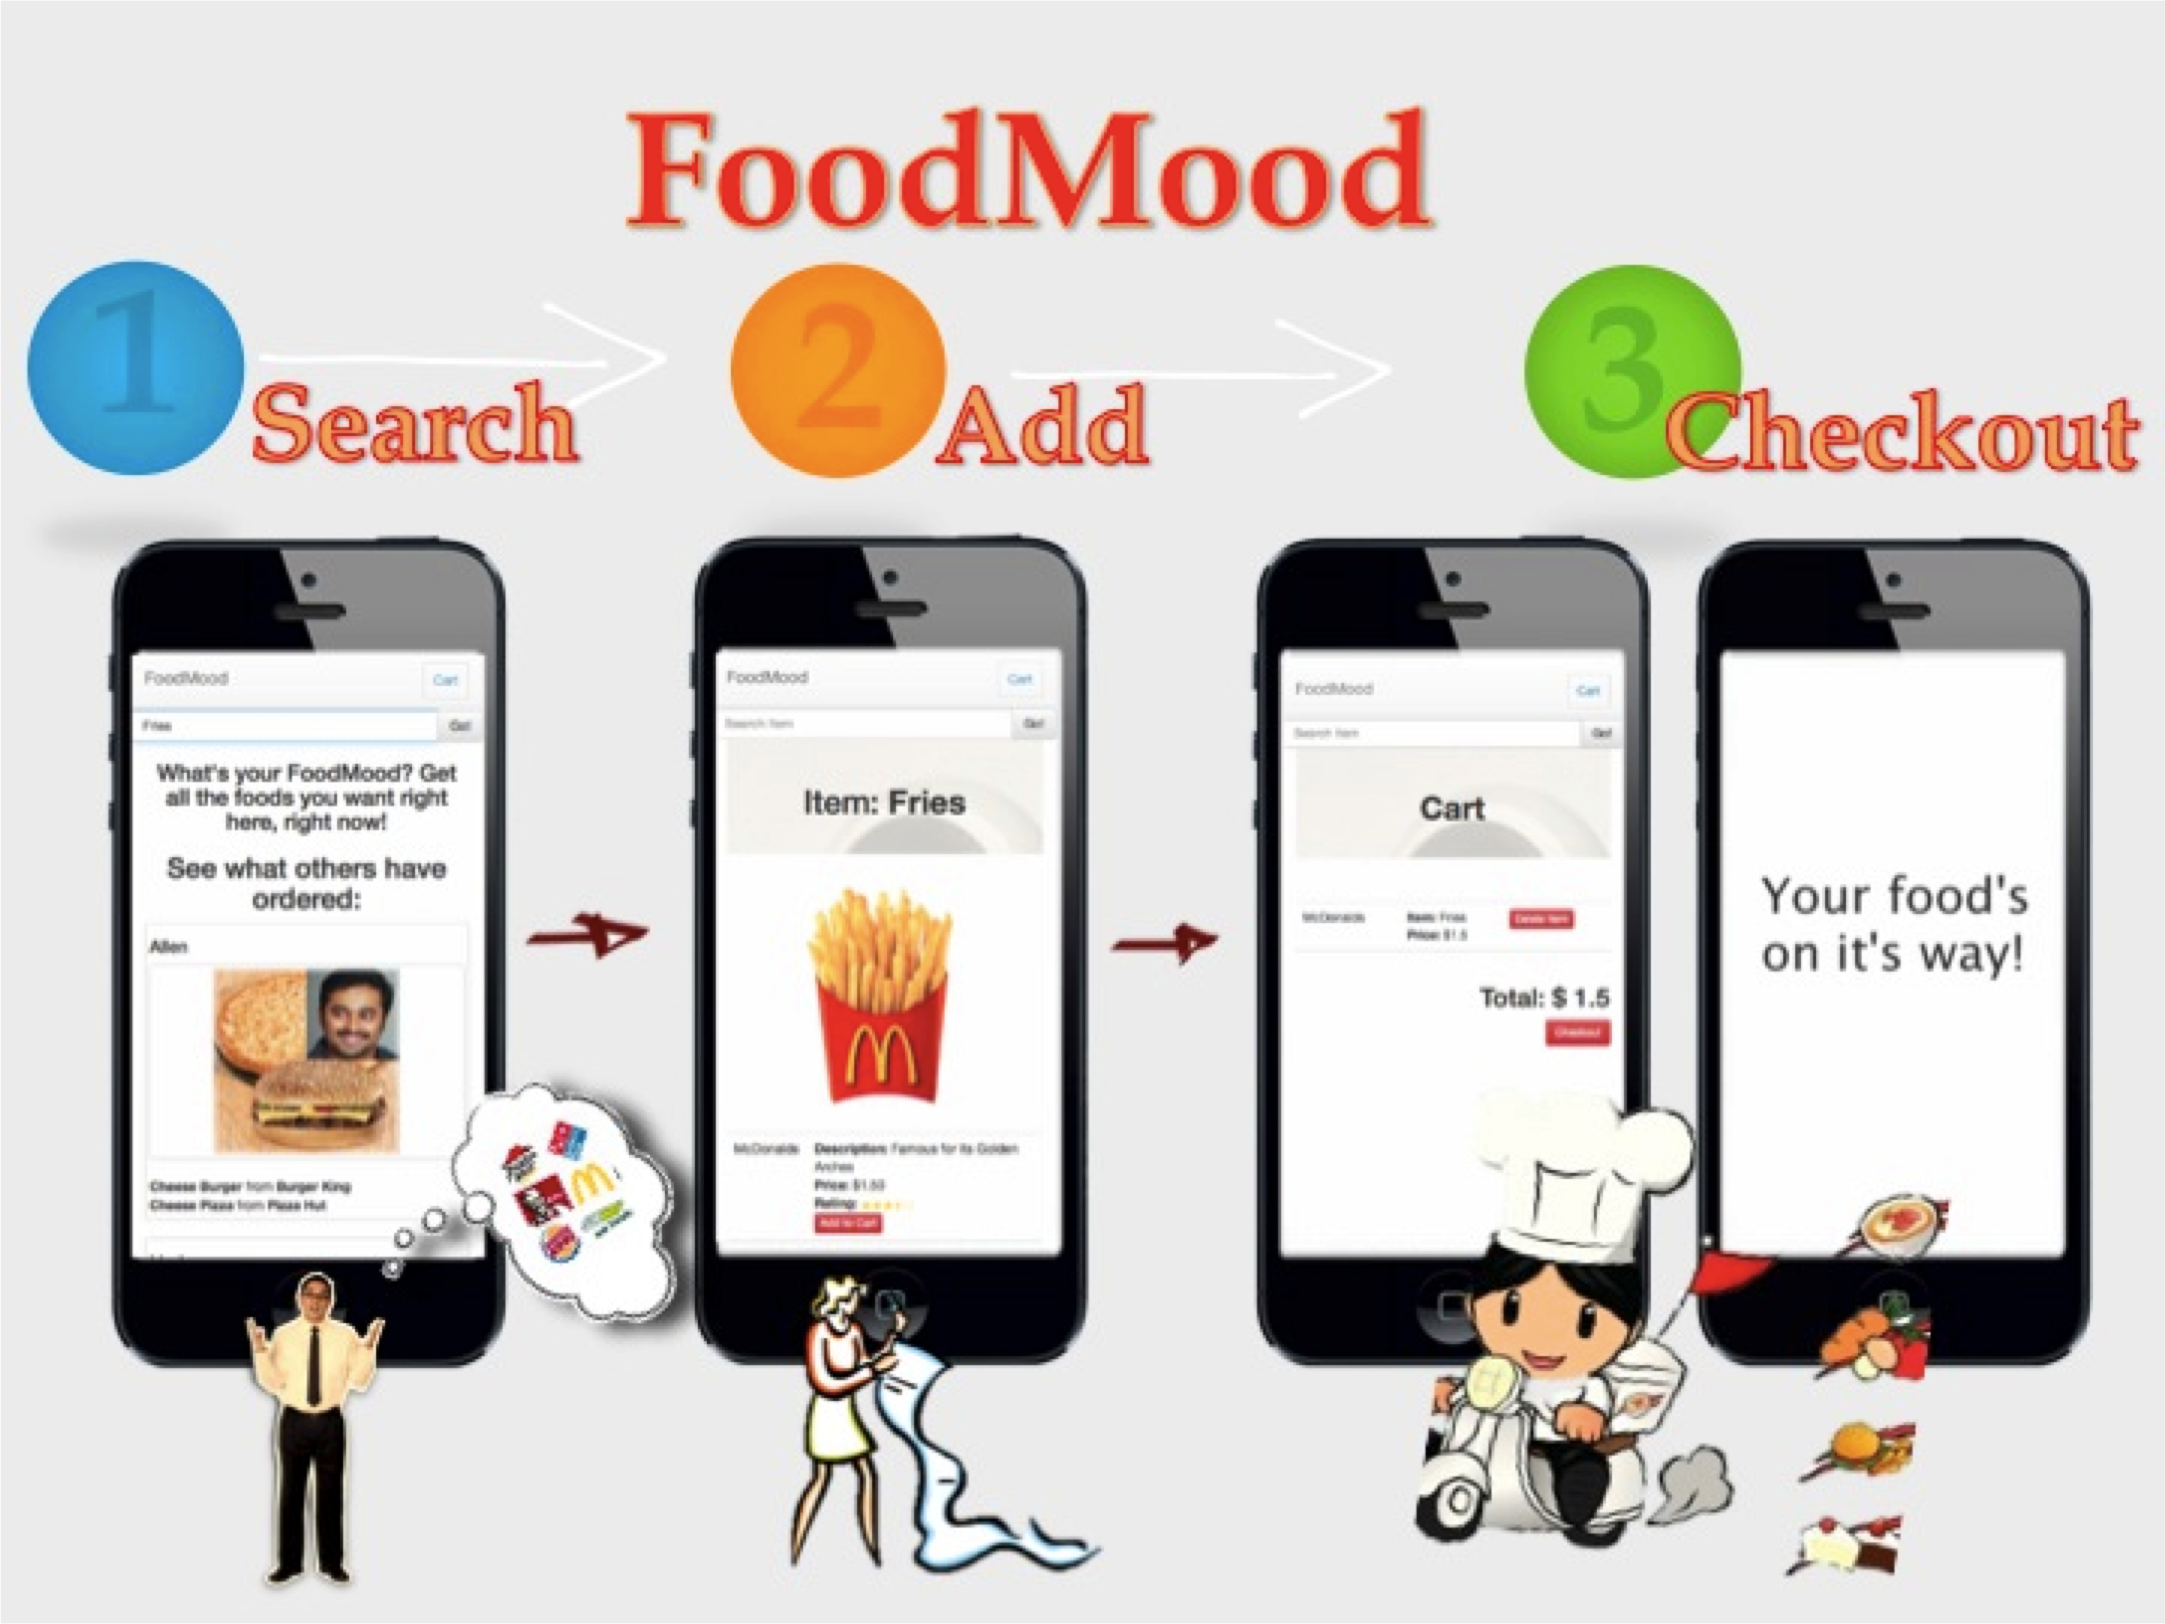 FoodMood
1
Search
2
Add
3
Checkout
FoodMood
Cart
Fries
Go!
What's your FoodMood? Get
all the foods you want right
here, right now!
See what others have
ordered:
Allen
Cheese Burger from Burger King
Cheese Pizza from Pizza Hut
FoodMood
Cart
Search Item
Go!
Item: Fries
McDonalds
Description: Famous for its Golden
Arches
Price: $1.50
Rating:
Add to Cart
FoodMood
Cart
Search Item
Go!
Cart
McDonalds
Item: Fries
Price: $1.5
Delete Item
Total: $ 1.5
Checkout
Your food's
on it's way!